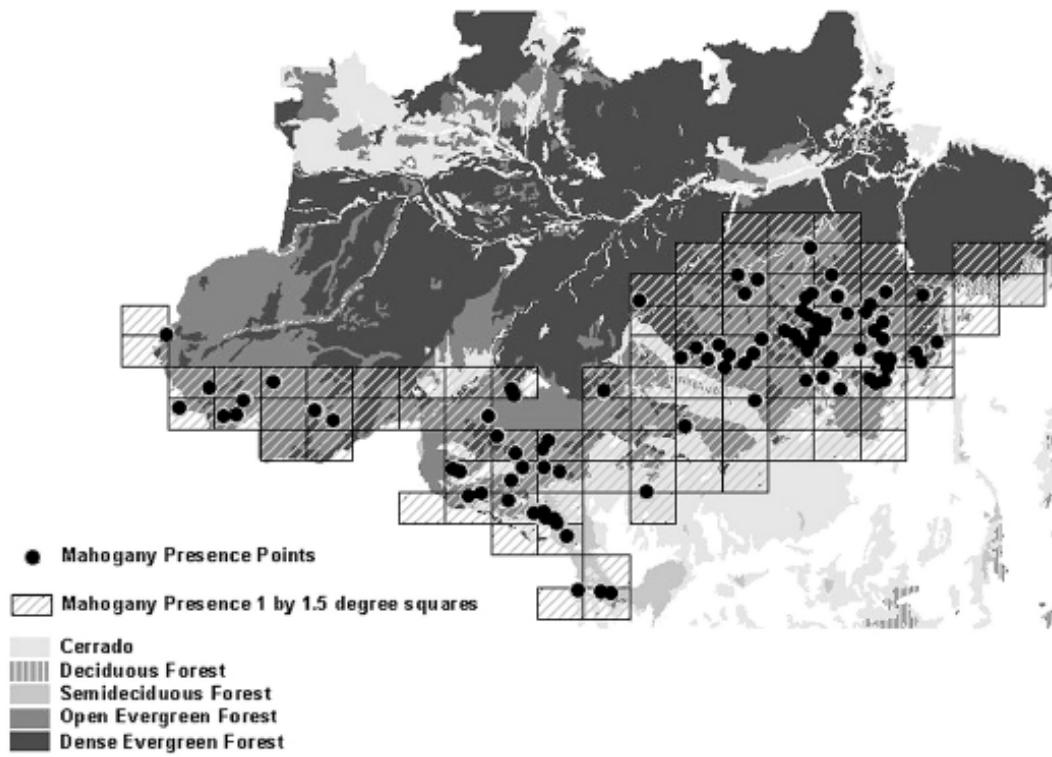 Mahogany Presence Points
Mahogany Presence 1 by 1.5 degree squares
Cerrado
Deciduous Forest
Semideciduous Forest
Open Evergreen Forest
Dense Evergreen Forest